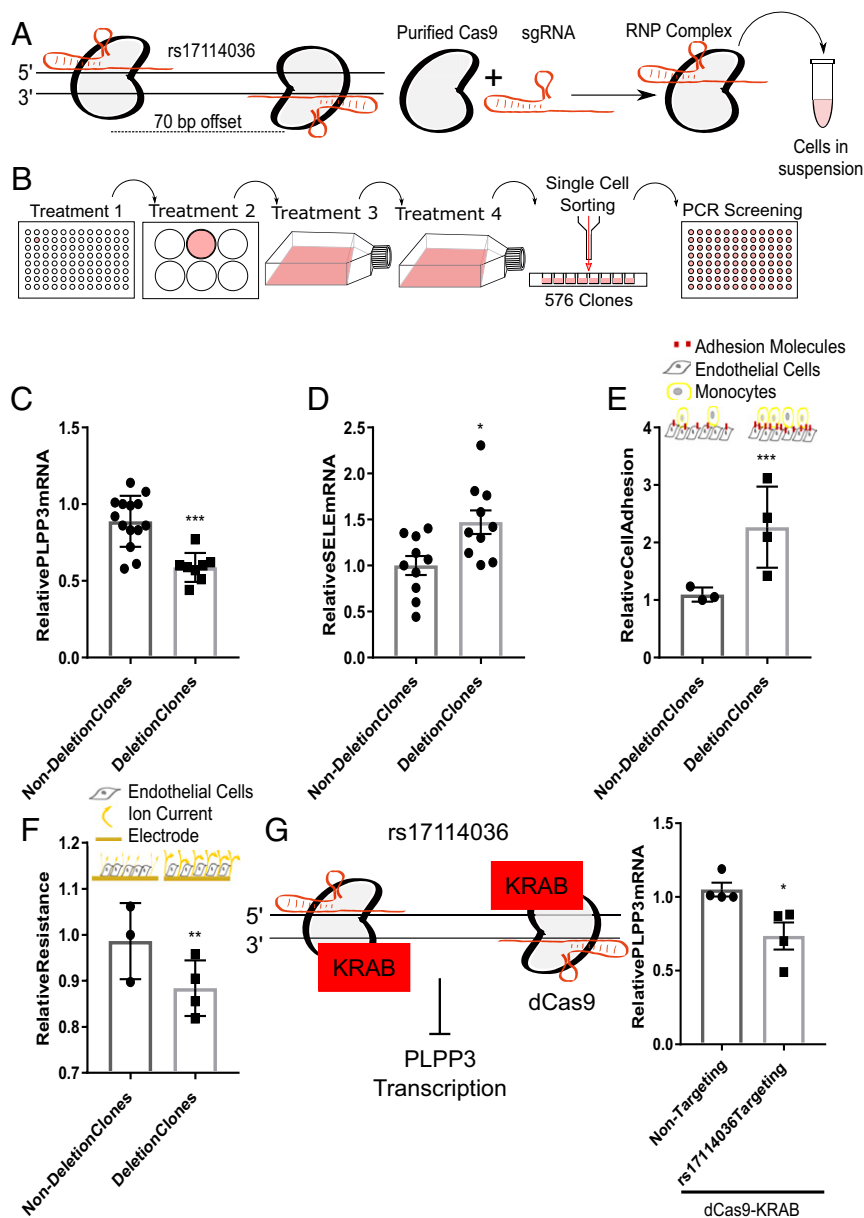 A
rs17114036
Purified Cas9
sgRNA
RNP Complex
5'
3'
+
70 bp offset
Cells in
suspension
B
Treatment 1
Treatment 2
Treatment 3
Treatment 4
Single Cell
Sorting
PCR Screening
576 Clones
C
RelativePLPP3mRNA
1.5
1.0
0.5
0.0
***
Non-DeletionClones
DeletionClones
D
RelativeSELEmRNA
2.5
2.0
1.5
1.0
0.5
0.0
*
Non-DeletionClones
DeletionClones
Adhesion Molecules
Endothelial Cells
Monocytes
E
RelativeCellAdhesion
4
3
2
1
0
***
Non-DeletionClones
DeletionClones
Endothelial Cells
Ion Current
Electrode
F
RelativeResistance
1.2
1.1
1.0
0.9
0.8
0.7
**
Non-DeletionClones
DeletionClones
G
rs17114036
KRAB
5'
3'
KRAB
dCas9
PLPP3
Transcription
RelativePLPP3mRNA
1.5
1.0
0.5
0.0
*
Non-Targeting
rs17114036Targeting
dCas9-KRAB